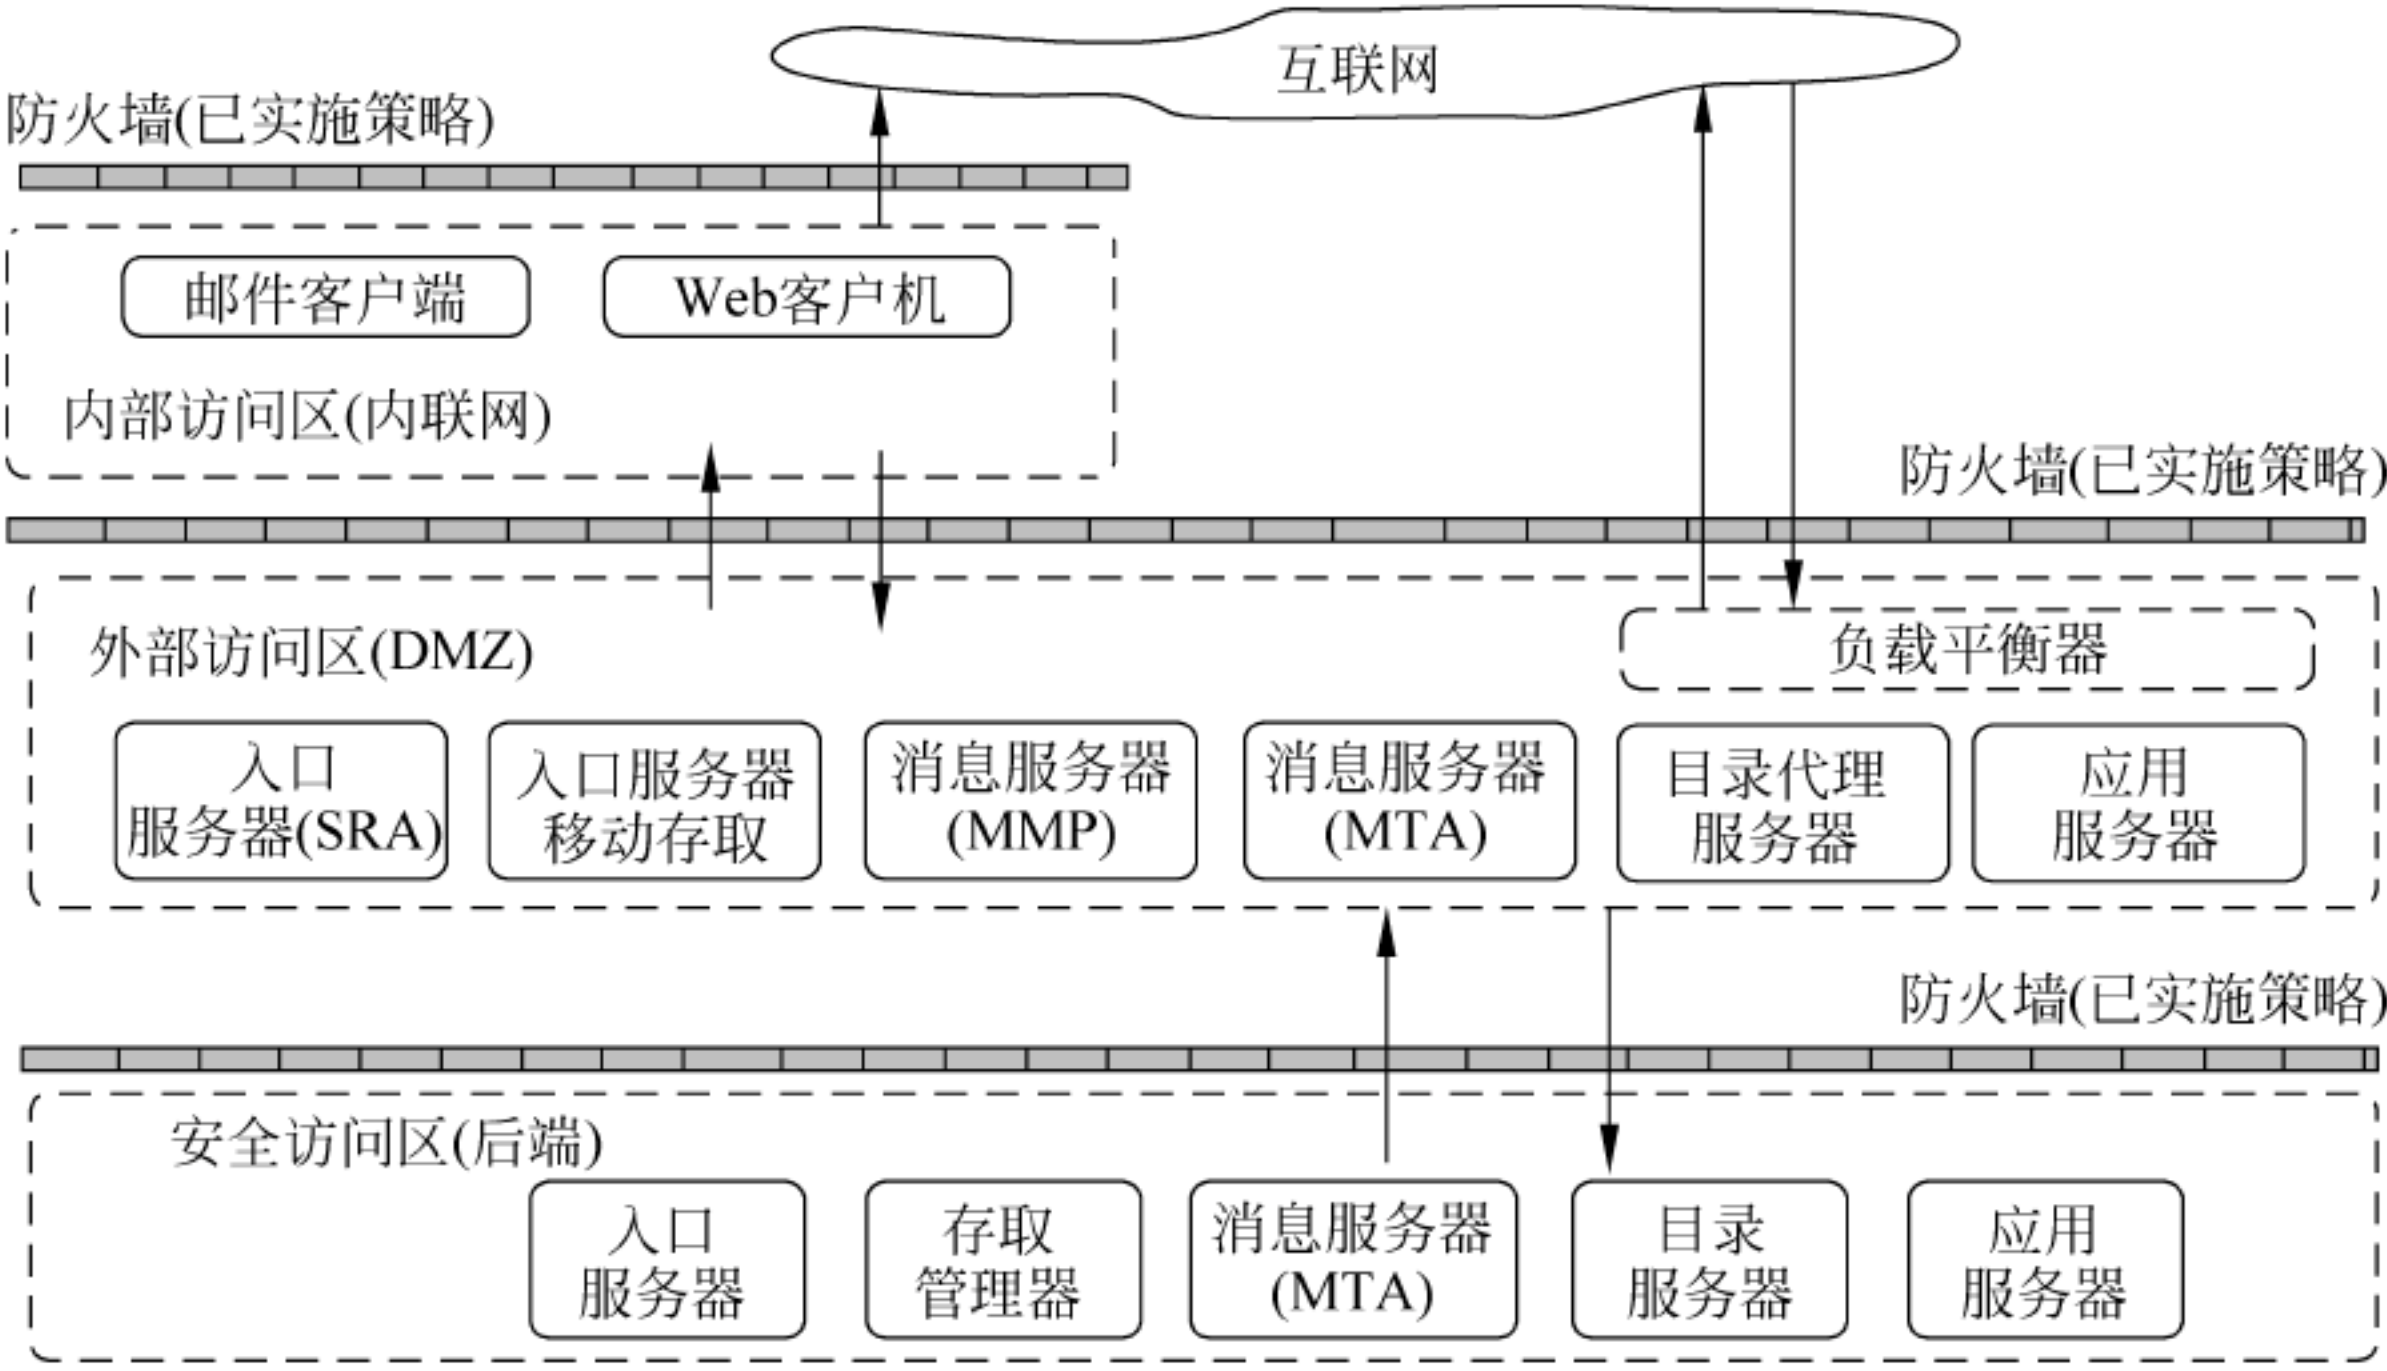 互联网
防火墙(已实施策略)
邮件客户端
Web客户机
内部访问区(内联网)
防火墙(已实施策略)
外部访问区(DMZ)
负载平衡器
入口
服务器(SRA)
入口服务器
移动存取
消息服务器
(MMP)
消息服务器
(MTA)
目录代理
服务器
应用
服务器
防火墙(已实施策略)
安全访问区(后端)
入口
服务器
存取
管理器
消息服务器
(MTA)
目录
服务器
应用
服务器